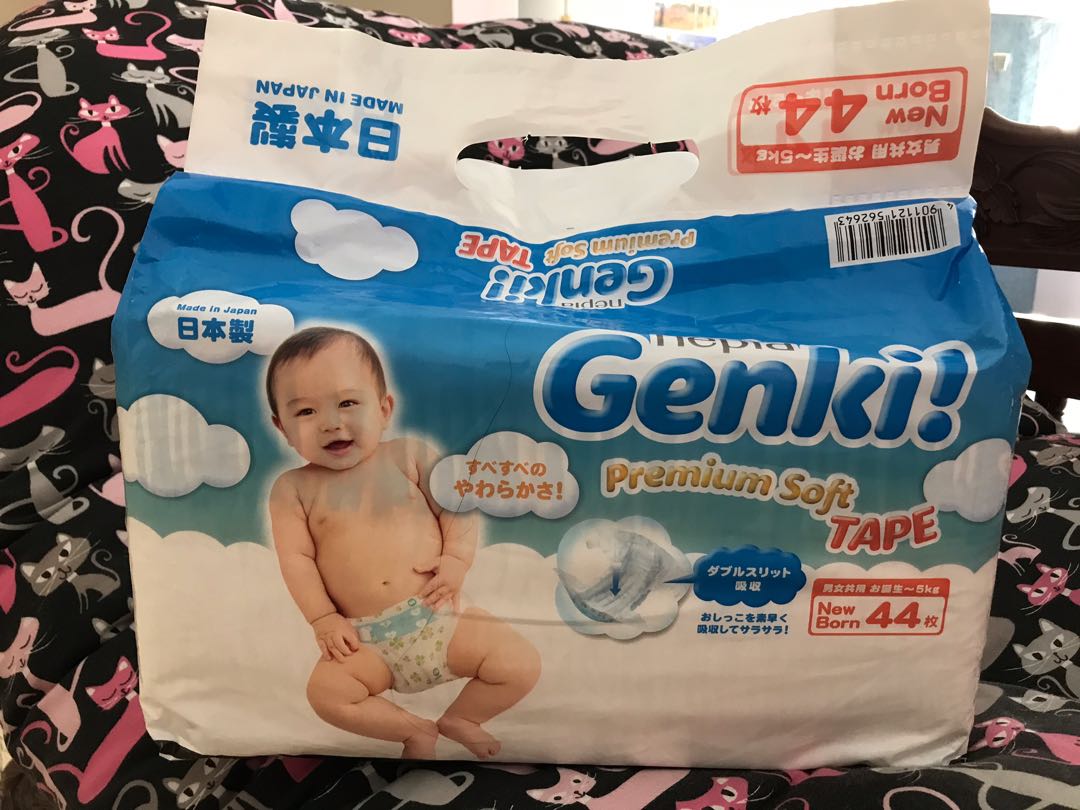 日本製
MADE IN JAPAN
男女共用 お誕生～5kg
New
Born 44枚
4 901121 562643
nepia
Genki!
Premium Soft
TAPE
Made in Japan
日本製
nepia
Genki!
Premium Soft
TAPE
すべすべの
やわらかさ!
ダブルスリット
吸収
おしっこを素早く
吸収してサラサラ!
男女共用 お誕生～5kg
New
Born 44枚